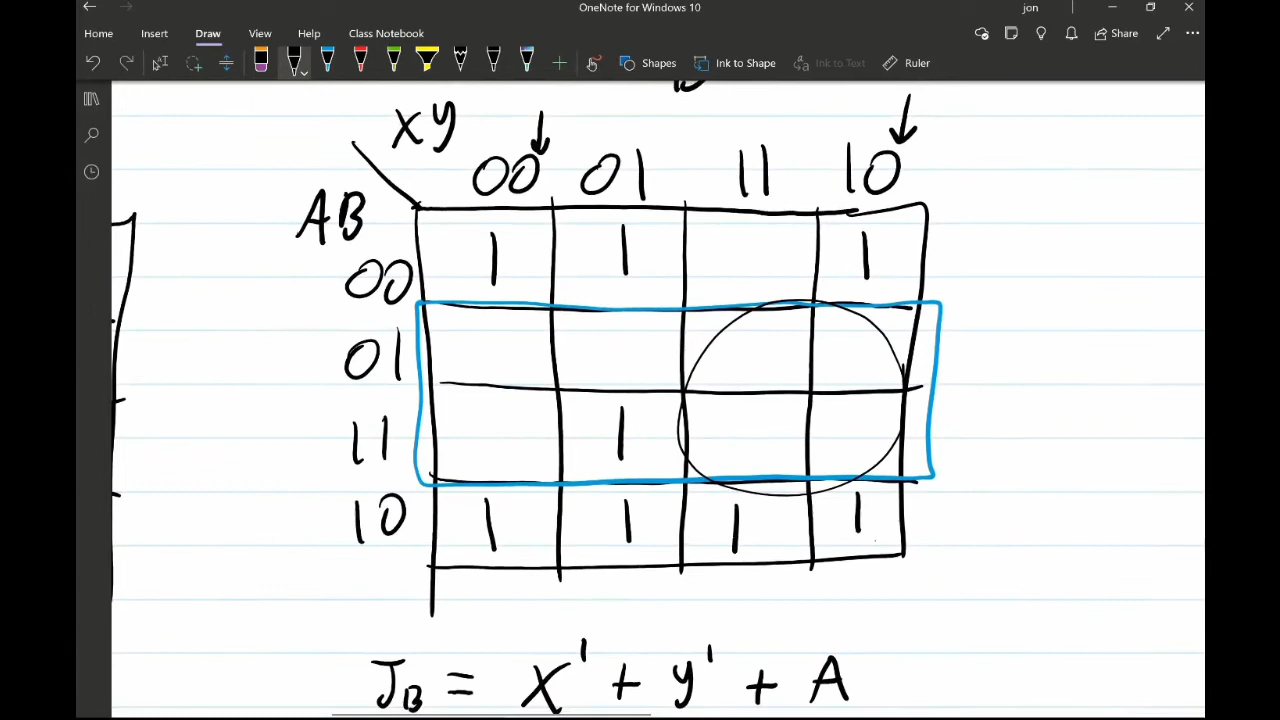 OneNote for Windows 10
jon
Home Insert Draw View Help Class Notebook Share
Shapes Ink to Shape Ink to Text Ruler
XY
00 01 11 10
AB
00 1 1 1
01
11 1
10 1 1 1 1
J_B = X' + y' + A